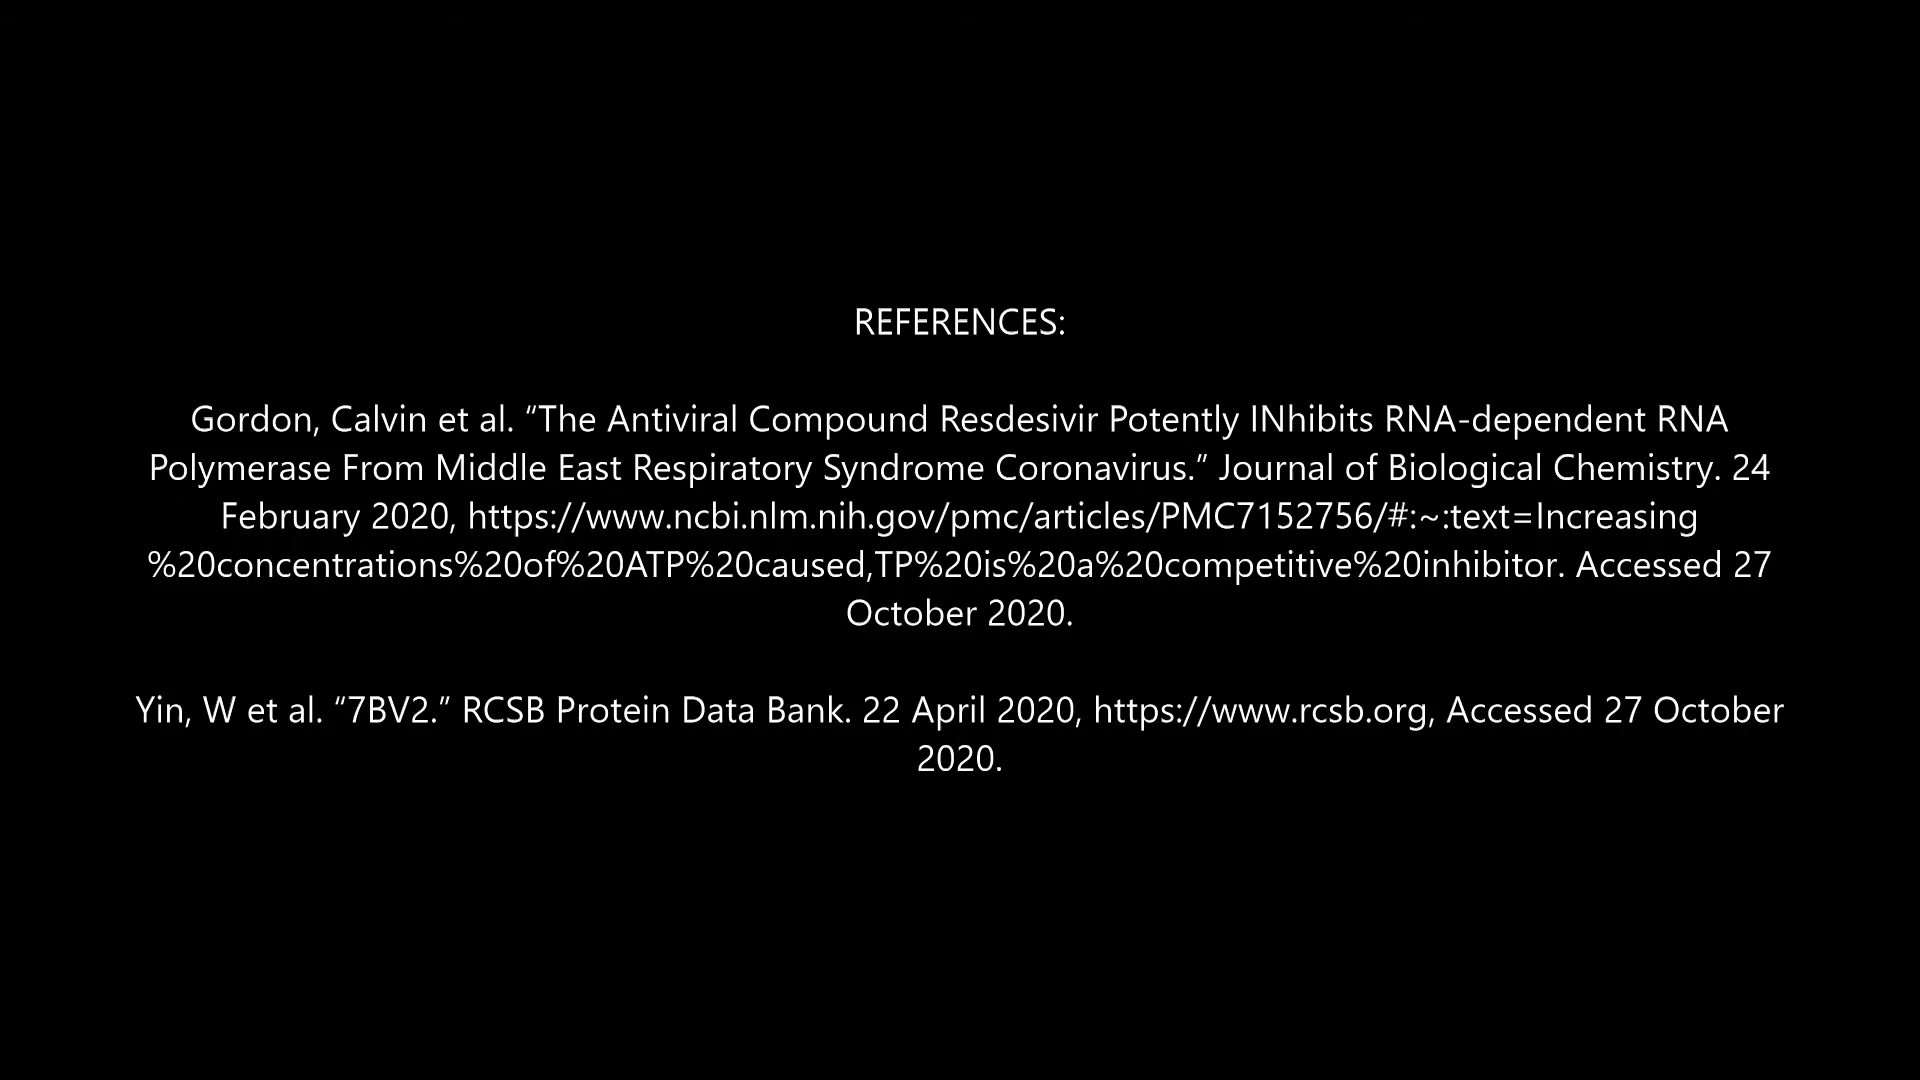 REFERENCES:
Gordon, Calvin et al. “The Antiviral Compound Resdesivir Potently INhibits RNA-dependent RNA
Polymerase From Middle East Respiratory Syndrome Coronavirus.” Journal of Biological Chemistry. 24
February 2020, https://www.ncbi.nlm.nih.gov/pmc/articles/PMC7152756/#:~:text=Increasing
%20concentrations%20of%20ATP%20caused,TP%20is%20a%20competitive%20inhibitor. Accessed 27
October 2020.
Yin, W et al. “7BV2.” RCSB Protein Data Bank. 22 April 2020, https://www.rcsb.org, Accessed 27 October
2020.